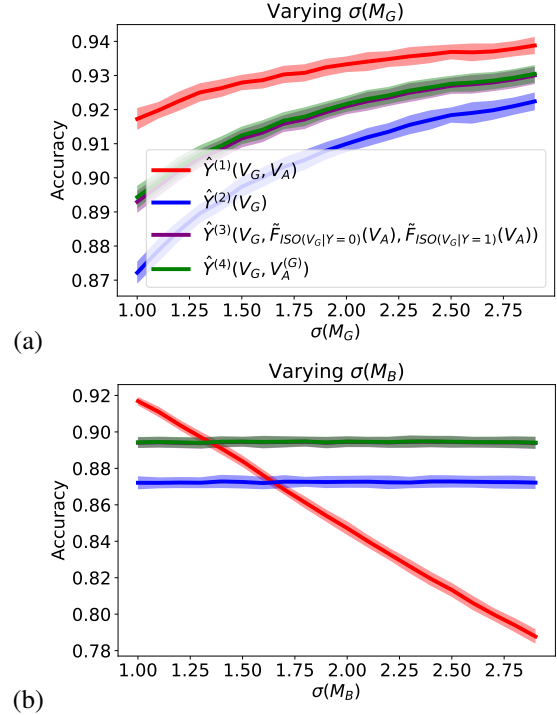 Varying σ(M_G)
0.94
0.93
0.92
0.91
0.90
0.89
0.88
0.87
Accuracy
Ŷ^(1)(V_G, V_A)
Ŷ^(2)(V_G)
Ŷ^(3)(V_G, F̃_ISO(V_G|Y=0)(V_A), F̃_ISO(V_G|Y=1)(V_A))
Ŷ^(4)(V_G, V_A^(G))
1.00 1.25 1.50 1.75 2.00 2.25 2.50 2.75
σ(M_G)
(a)
Varying σ(M_B)
0.92
0.90
0.88
0.86
0.84
0.82
0.80
0.78
Accuracy
1.00 1.25 1.50 1.75 2.00 2.25 2.50 2.75
σ(M_B)
(b)